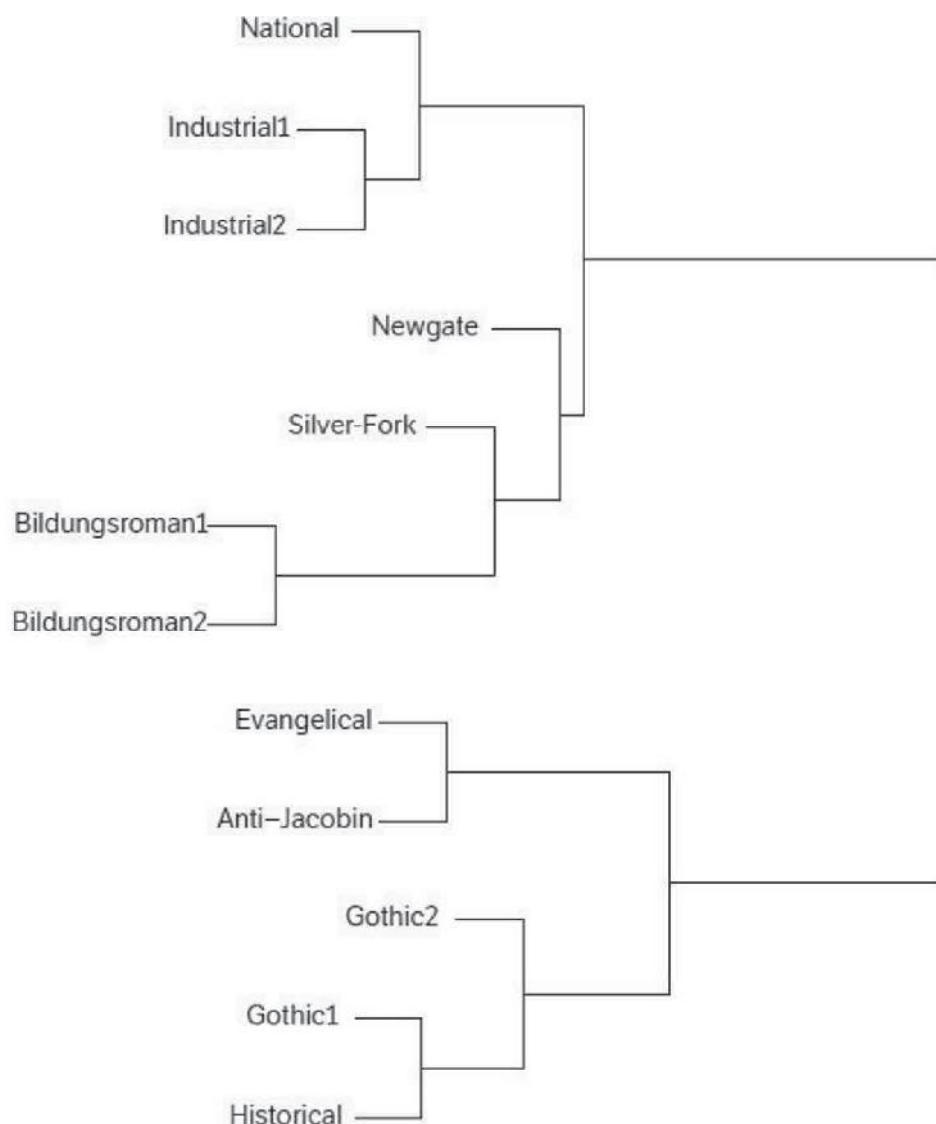 National
Industrial1
Industrial2
Newgate
Silver-Fork
Bildungsroman1
Bildungsroman2
Evangelical
Anti–Jacobin
Gothic2
Gothic1
Historical